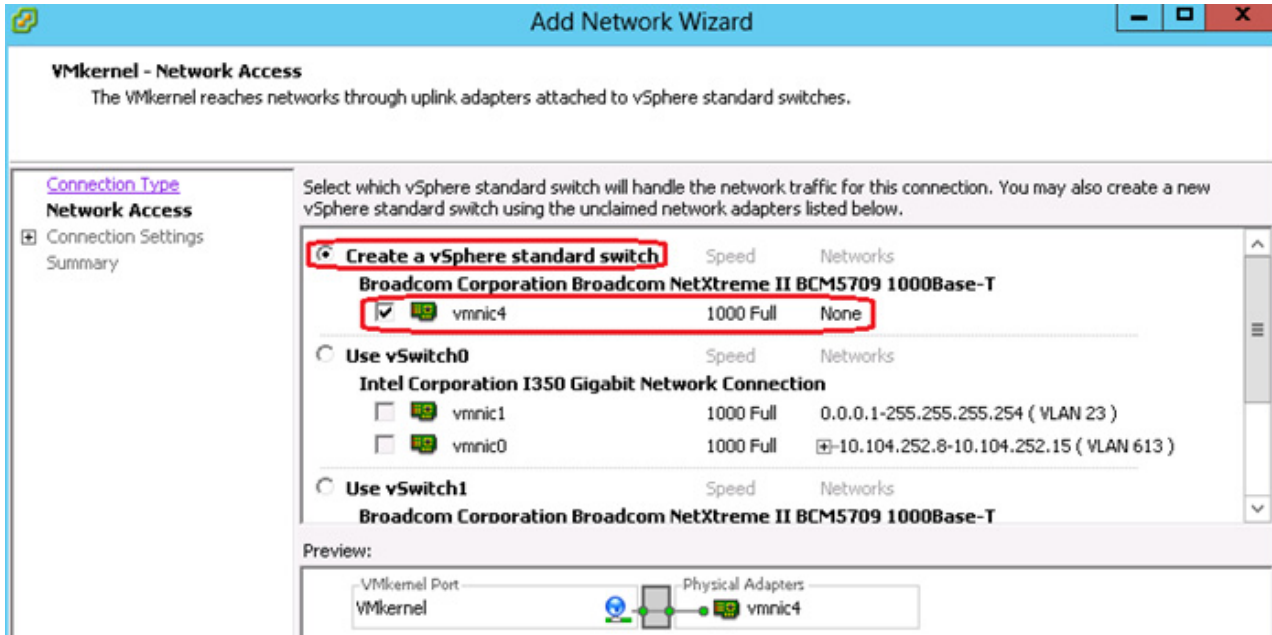 Add Network Wizard
VMkernel - Network Access
The VMkernel reaches networks through uplink adapters attached to vSphere standard switches.
Connection Type
Network Access
Connection Settings
Summary
Select which vSphere standard switch will handle the network traffic for this connection. You may also create a new
vSphere standard switch using the unclaimed network adapters listed below.
Create a vSphere standard switch Speed Networks
Broadcom Corporation Broadcom NetXtreme II BCM5709 1000Base-T
vmnic4 1000 Full None
Use vSwitch0 Speed Networks
Intel Corporation I350 Gigabit Network Connection
vmnic1 1000 Full 0.0.0.1-255.255.255.254 ( VLAN 23 )
vmnic0 1000 Full 10.104.252.8-10.104.252.15 ( VLAN 613 )
Use vSwitch1 Speed Networks
Broadcom Corporation Broadcom NetXtreme II BCM5709 1000Base-T
Preview:
VMkernel Port Physical Adapters
VMkernel vmnic4